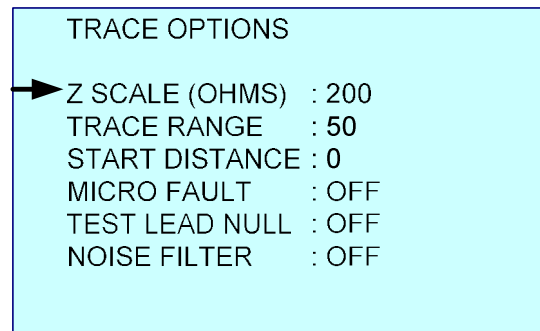 TRACE OPTIONS
Z SCALE (OHMS) : 200
TRACE RANGE : 50
START DISTANCE : 0
MICRO FAULT : OFF
TEST LEAD NULL : OFF
NOISE FILTER : OFF